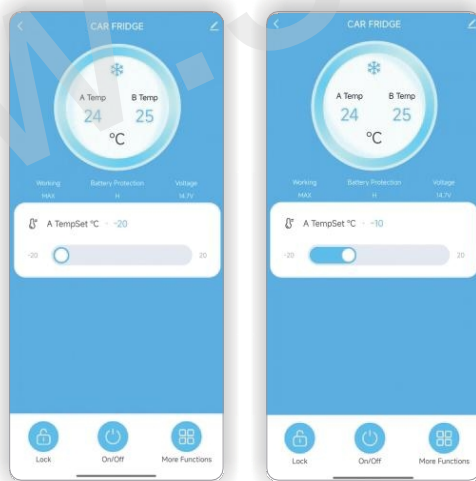 CAR FRIDGE
A Temp B Temp
24 25
°C
Working Battery Protection Voltage
MAX H 14.7V
A TempSet °C · -20
-20 20
Lock On/Off More Functions
CAR FRIDGE
A Temp B Temp
24 25
°C
Working Battery Protection Voltage
MAX H 14.7V
A TempSet °C · -10
-20 20
Lock On/Off More Functions